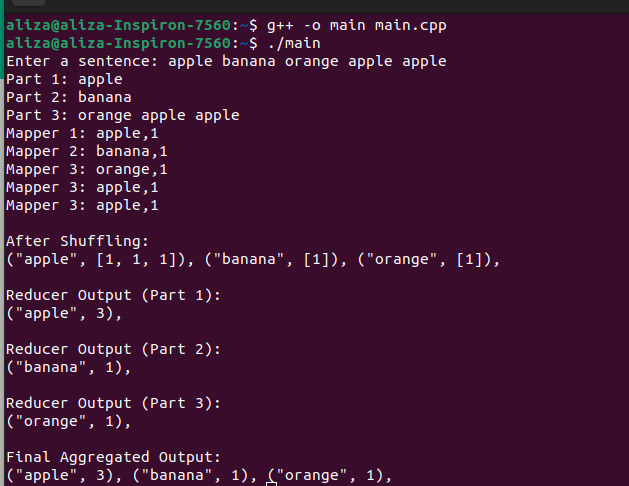 aliza@aliza-Inspiron-7560:~$ g++ -o main main.cpp
aliza@aliza-Inspiron-7560:~$ ./main
Enter a sentence: apple banana orange apple apple
Part 1: apple
Part 2: banana
Part 3: orange apple apple
Mapper 1: apple,1
Mapper 2: banana,1
Mapper 3: orange,1
Mapper 3: apple,1
Mapper 3: apple,1
After Shuffling:
("apple", [1, 1, 1]), ("banana", [1]), ("orange", [1]),
Reducer Output (Part 1):
("apple", 3),
Reducer Output (Part 2):
("banana", 1),
Reducer Output (Part 3):
("orange", 1),
Final Aggregated Output:
("apple", 3), ("banana", 1), ("orange", 1),